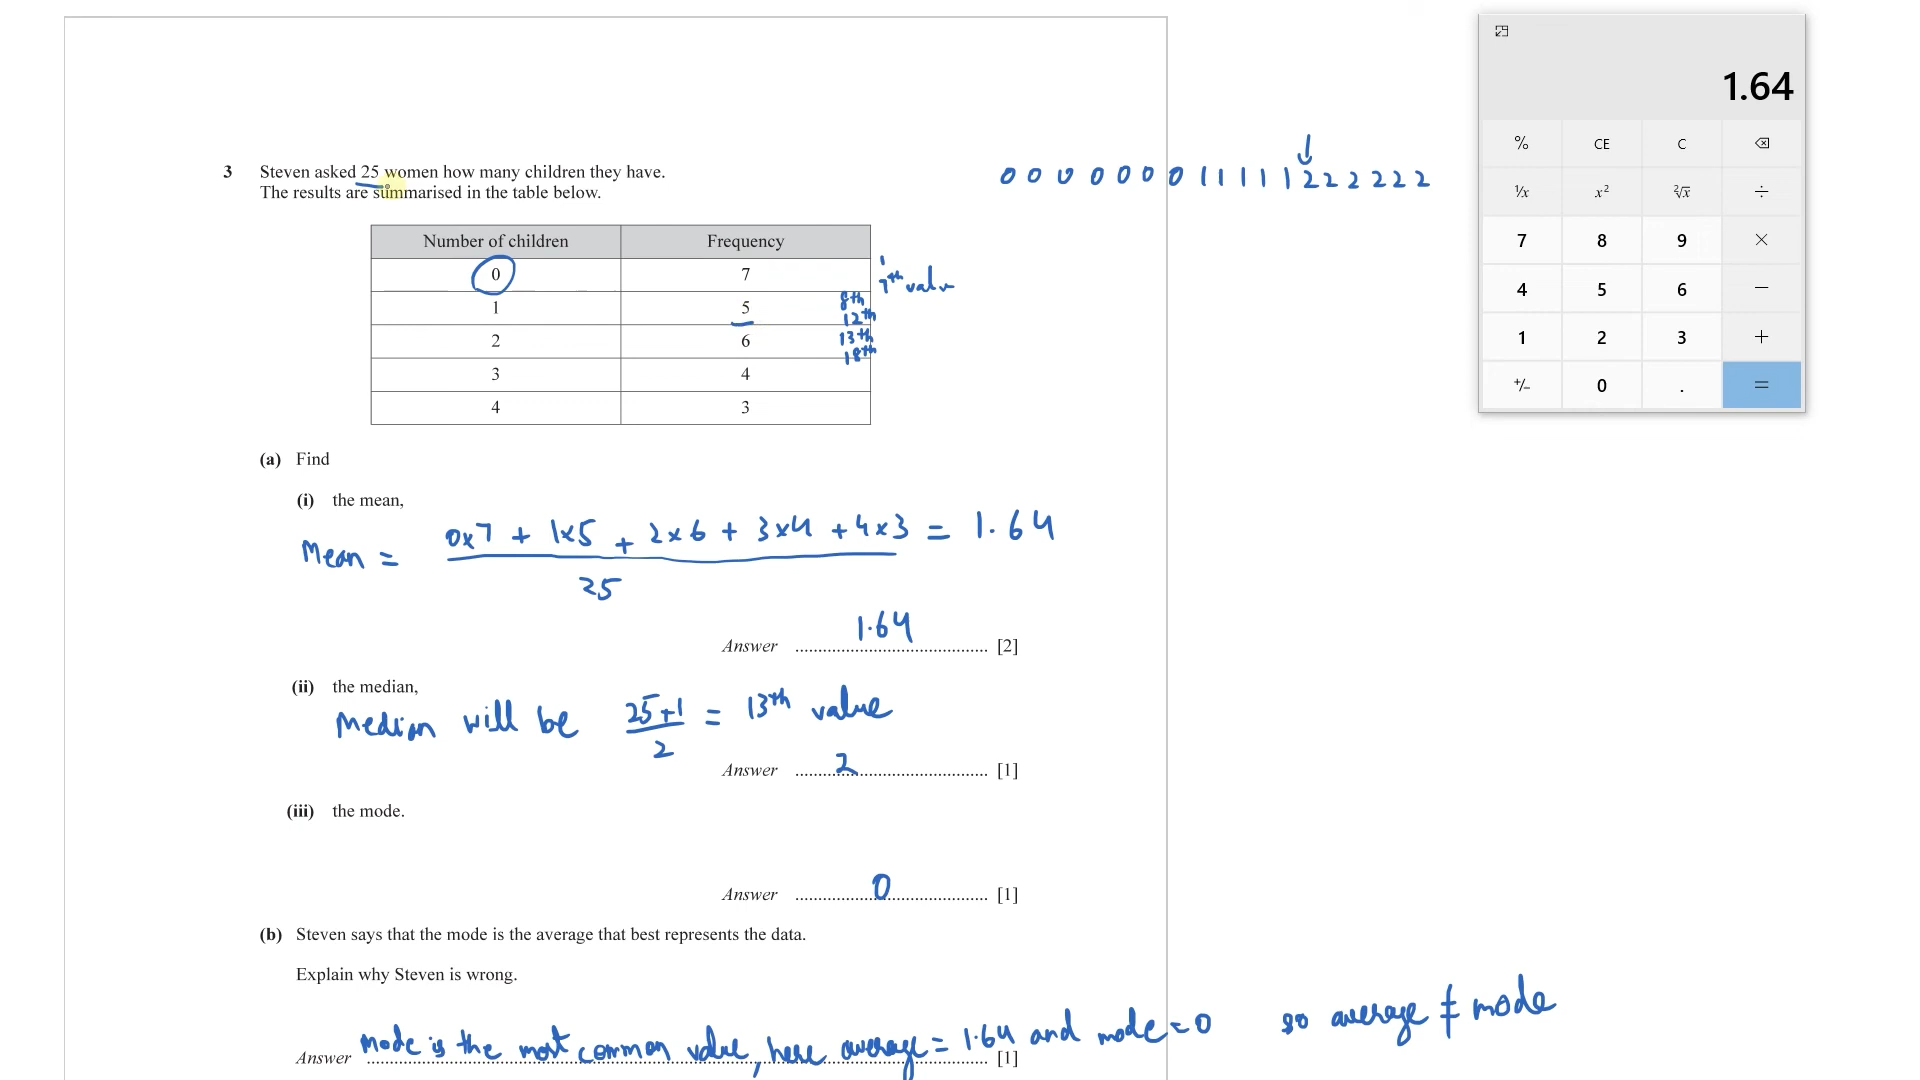 1.64
% CE C
1/x x² ²√x ÷
7 8 9 ×
4 5 6 −
1 2 3 +
+/− 0 . =
3 Steven asked 25 women how many children they have.
The results are summarised in the table below.
0 0 0 0 0 0 0 1 1 1 1 1 2 2 2 2 2 2
Number of children Frequency
0 7 7th value
1 5 8th 12th
2 6 13th 18th
3 4
4 3
(a) Find
(i) the mean,
Mean = 0x7 + 1x5 + 2x6 + 3x4 + 4x3 = 1.64
25
1.64
Answer .......................................... [2]
(ii) the median,
Median will be 25+1 = 13th value
2
Answer 2 [1]
(iii) the mode.
Answer 0 [1]
(b) Steven says that the mode is the average that best represents the data.
Explain why Steven is wrong.
Answer Mode is the most common value, here average = 1.64 and mode = 0 so average ≠ mode
[1]